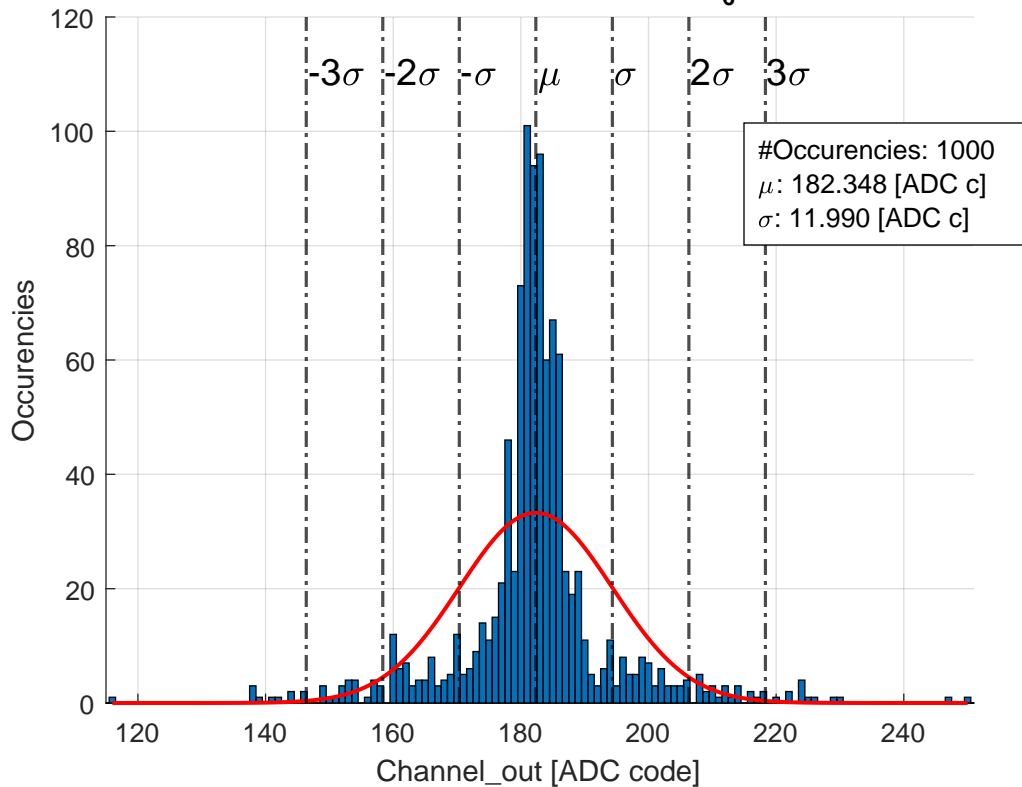 120
-3σ -2σ -σ μ σ 2σ 3σ
100
#Occurencies: 1000
μ: 182.348 [ADC c]
σ: 11.990 [ADC c]
80
60
40
20
0
Occurencies
120 140 160 180 200 220 240
Channel_out [ADC code]